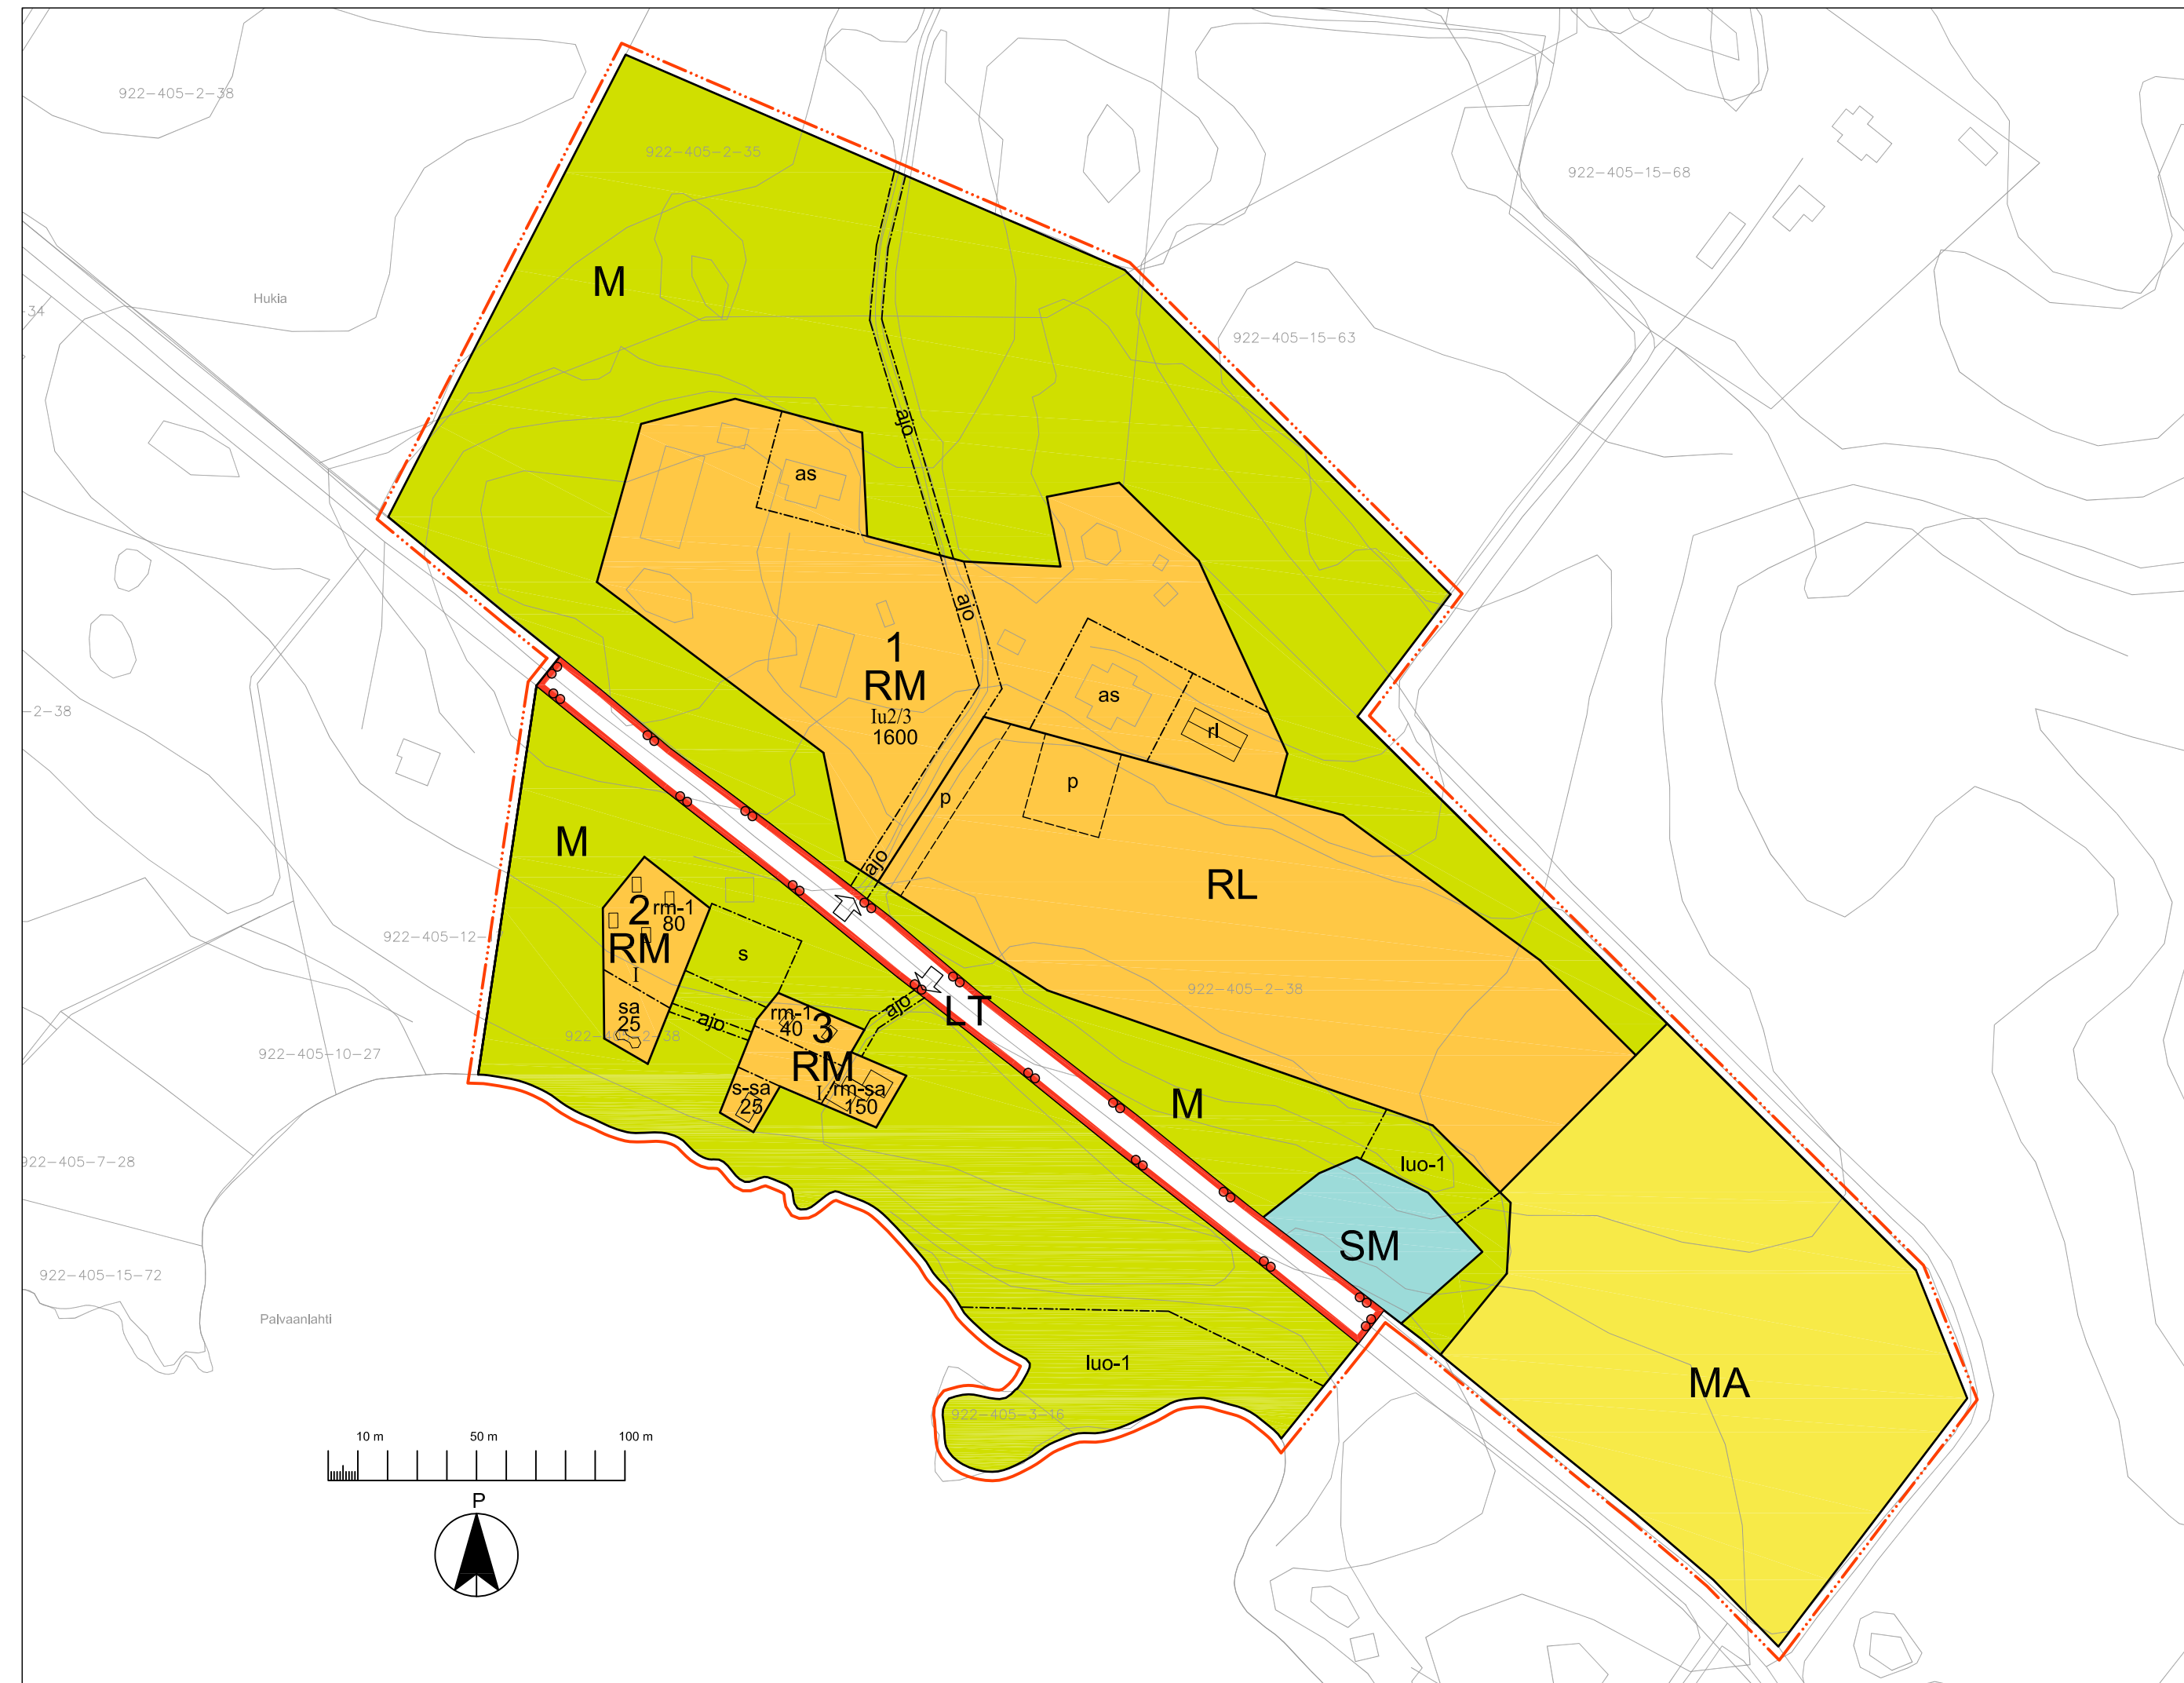 922-405-2-38
922-405-2-35
922-405-15-68
M
Hukia
-34
922-405-15-63
ajo
as
ajo
1
RM
Iu2/3
1600
as
rl
-2-38
p
p
M
ajo
RL
2
rm-1
80
RM
I
922-405-12-
s
922-405-2-38
sa
25
ajo
ajo
LT
rm-1
40
3
RM
I
922-405-10-27
s-sa
25
rm-sa
150
M
922-405-7-28
luo-1
SM
922-405-15-72
Palvaanlahti
luo-1
MA
922-405-3-16
10 m
50 m
100 m
P